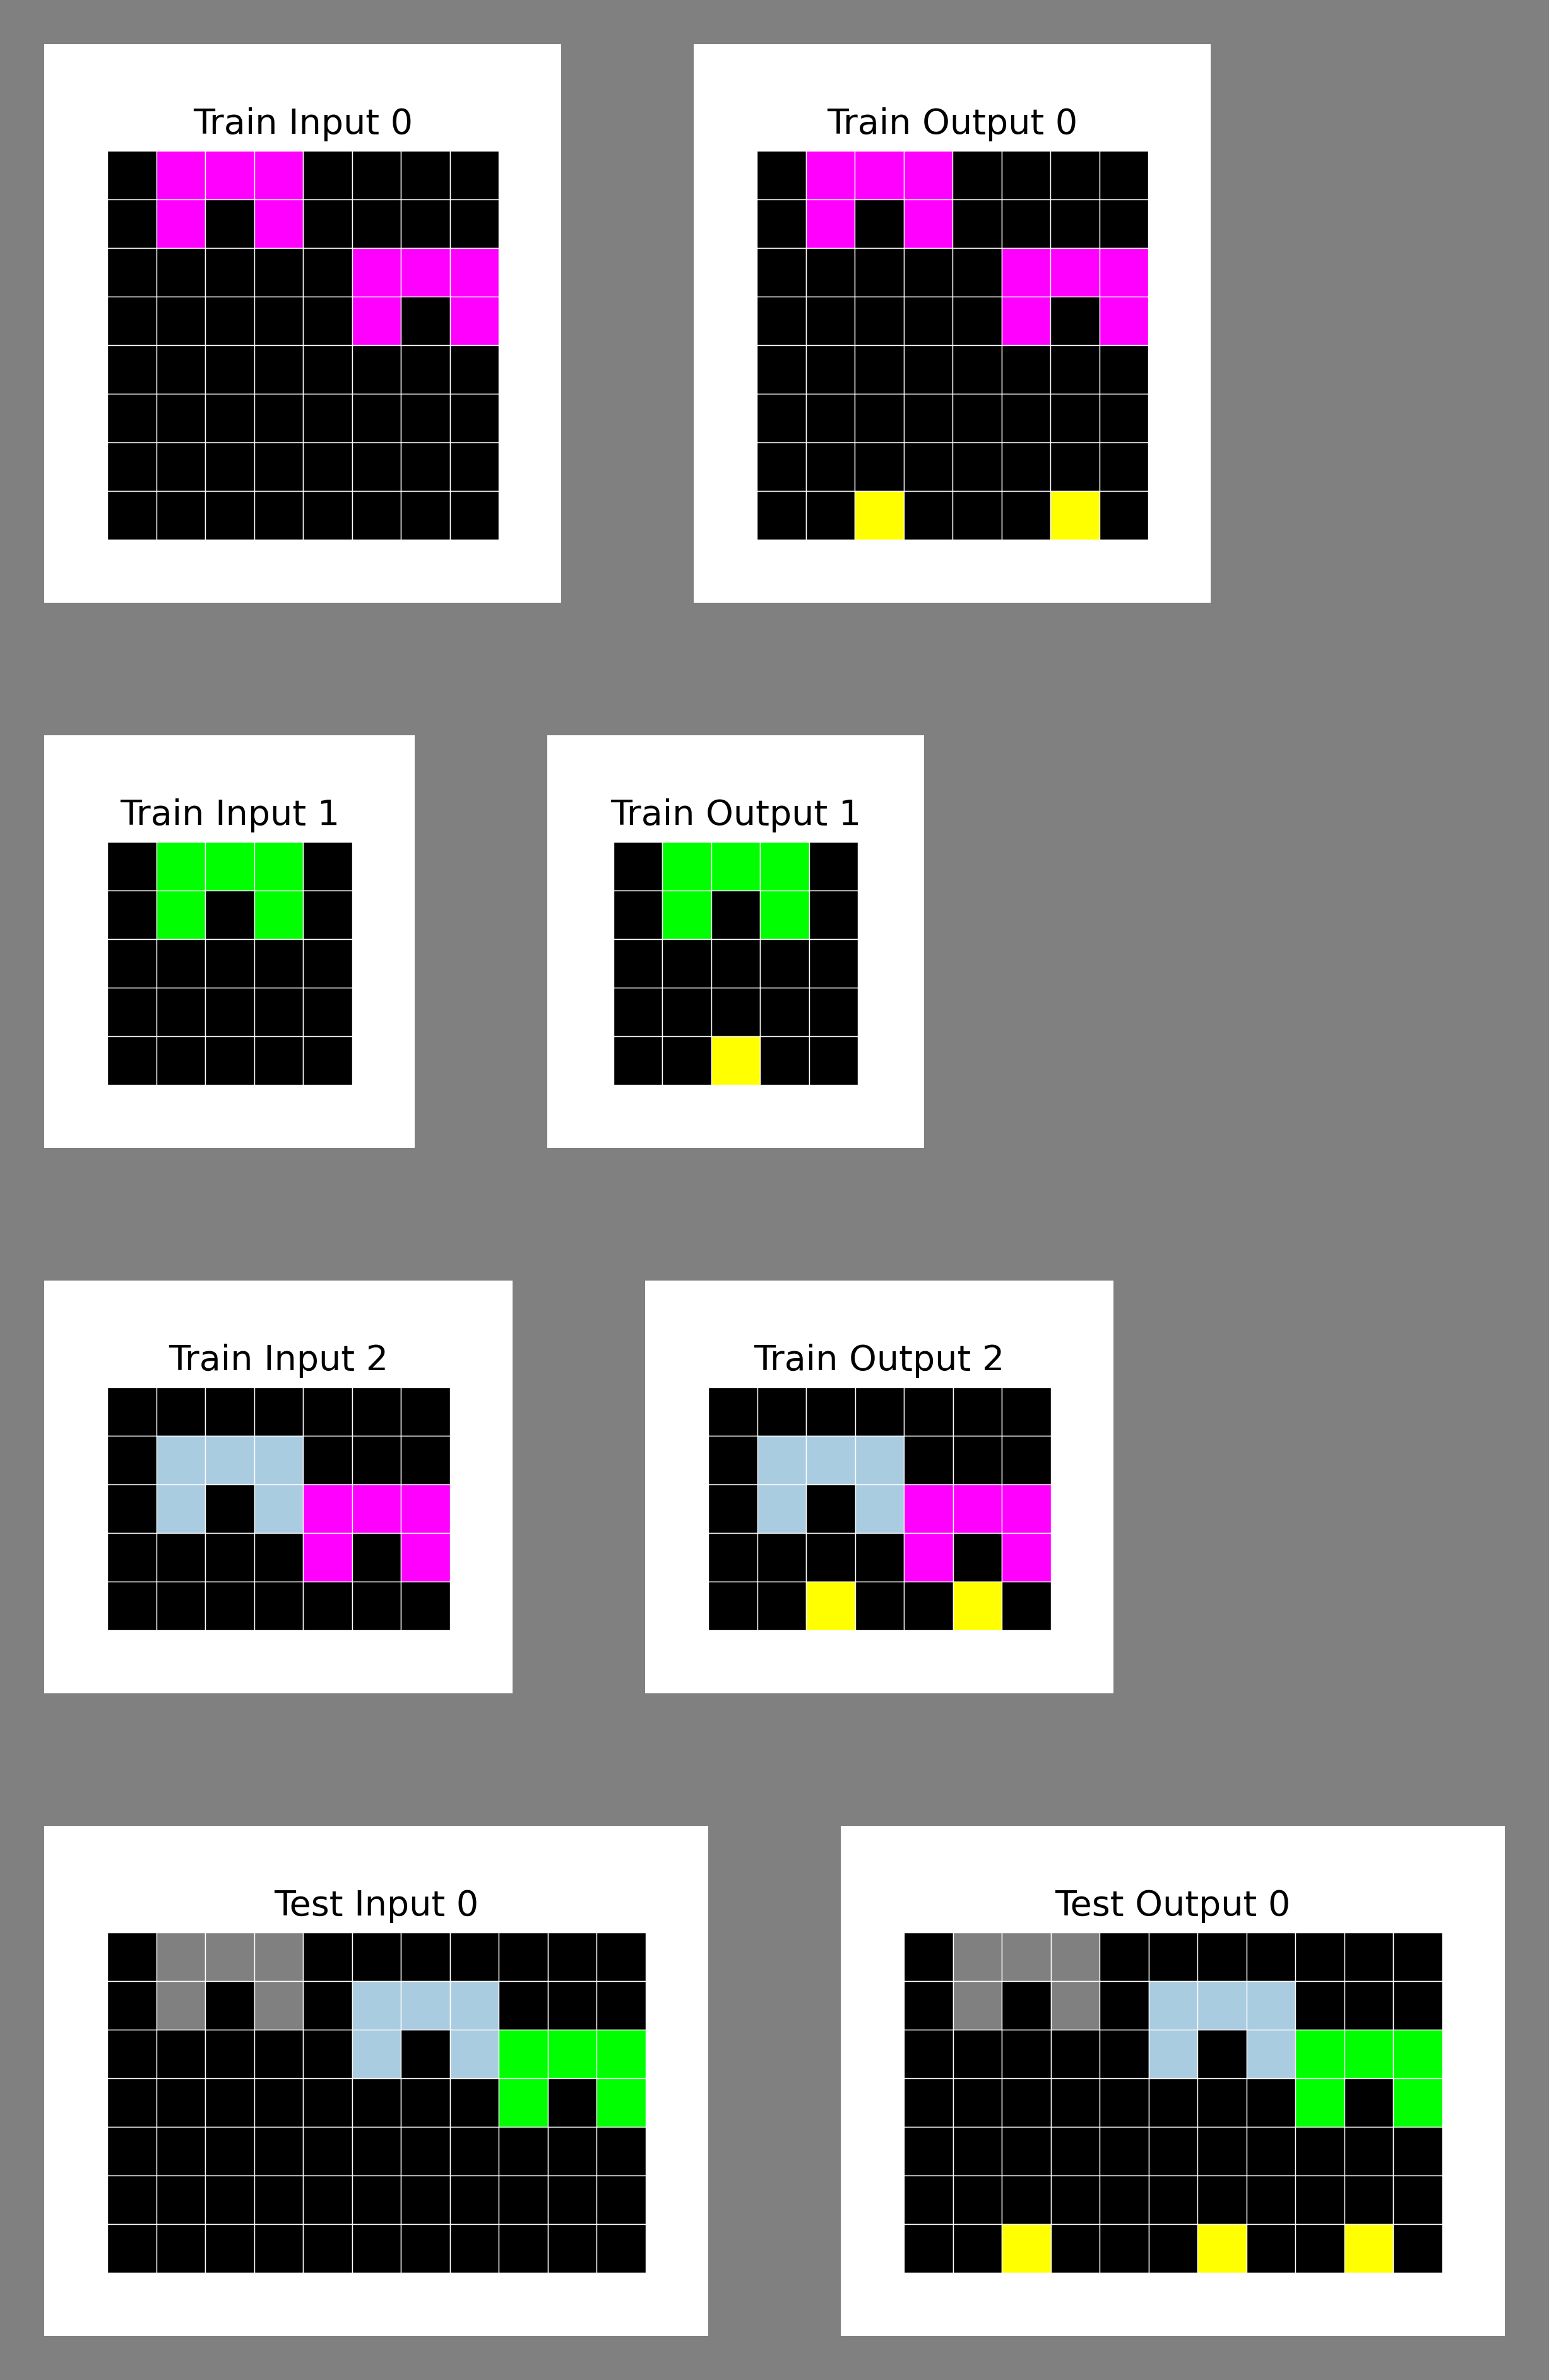 Train Input 0
Train Output 0
Train Input 1
Train Output 1
Train Input 2
Train Output 2
Test Input 0
Test Output 0